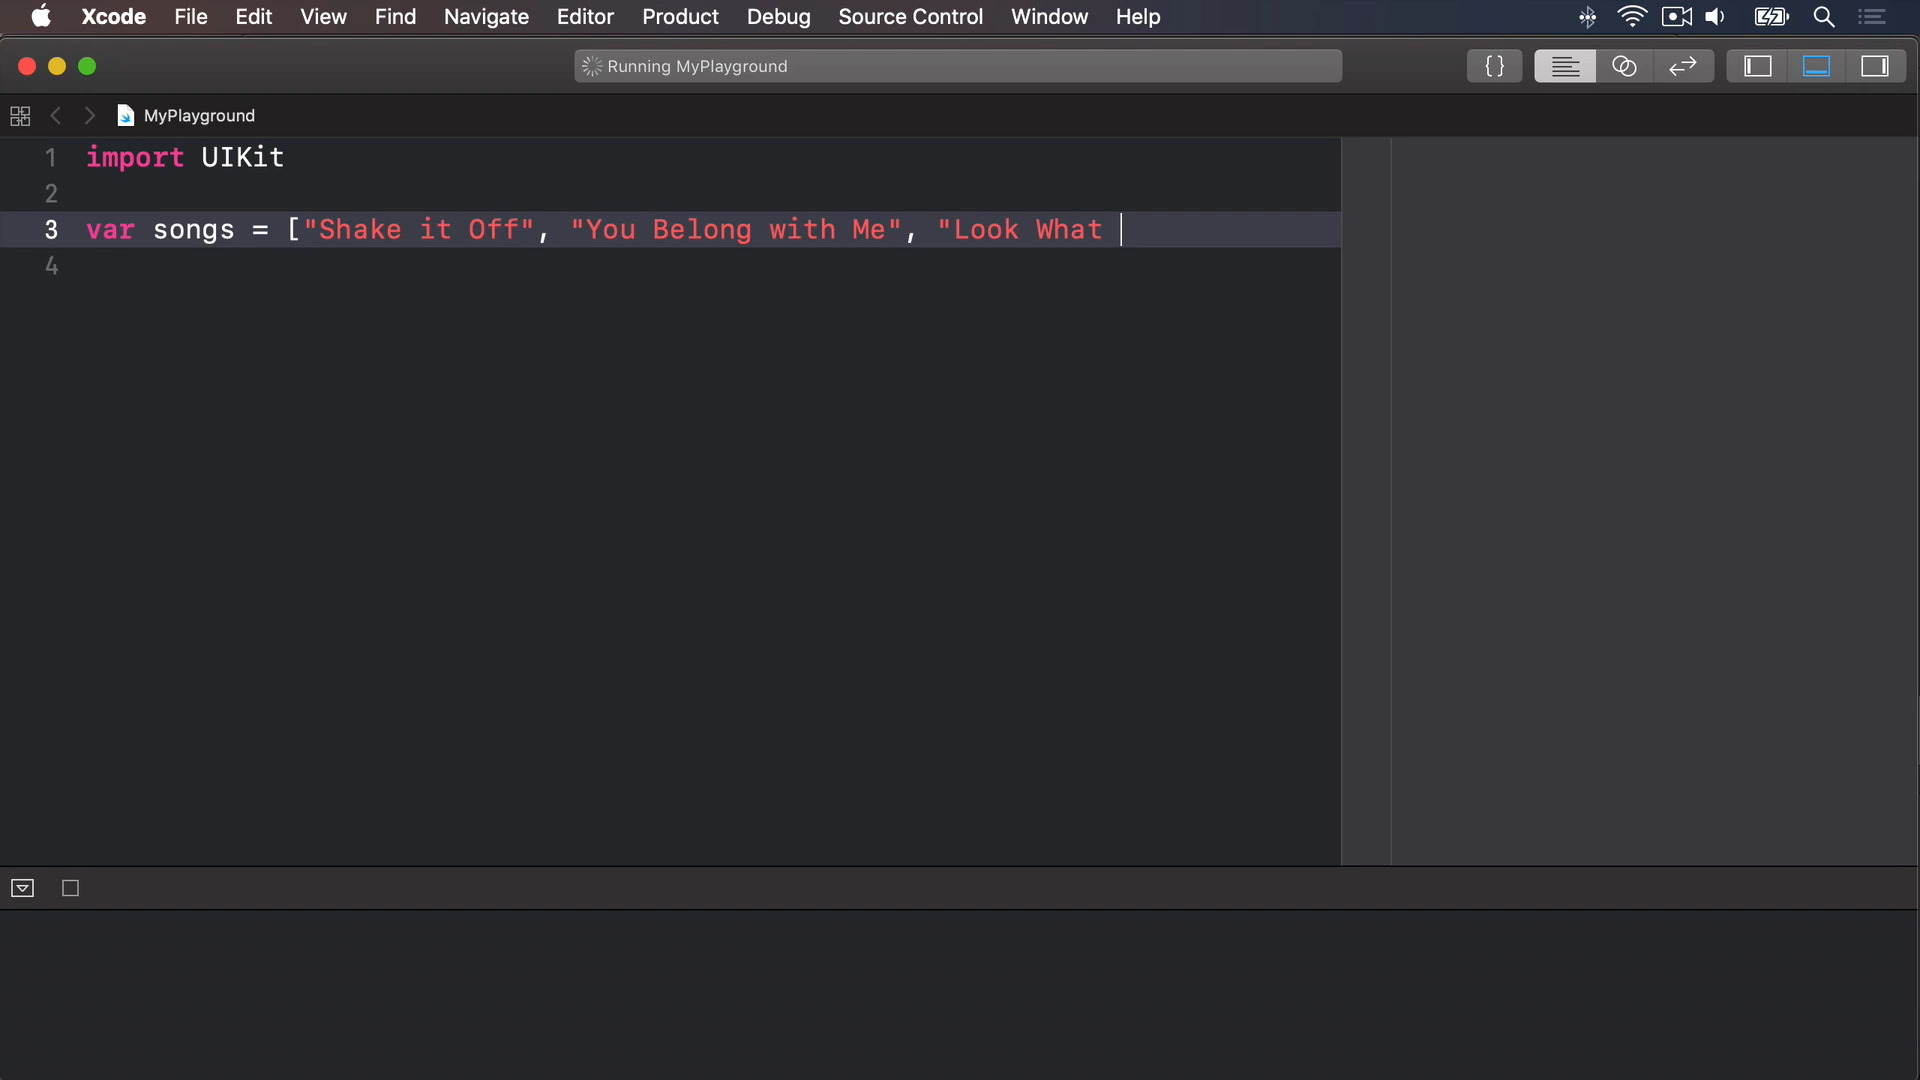 Xcode File Edit View Find Navigate Editor Product Debug Source Control Window Help
Running MyPlayground
{ }
MyPlayground
1 import UIKit
2
3 var songs = ["Shake it Off", "You Belong with Me", "Look What
4